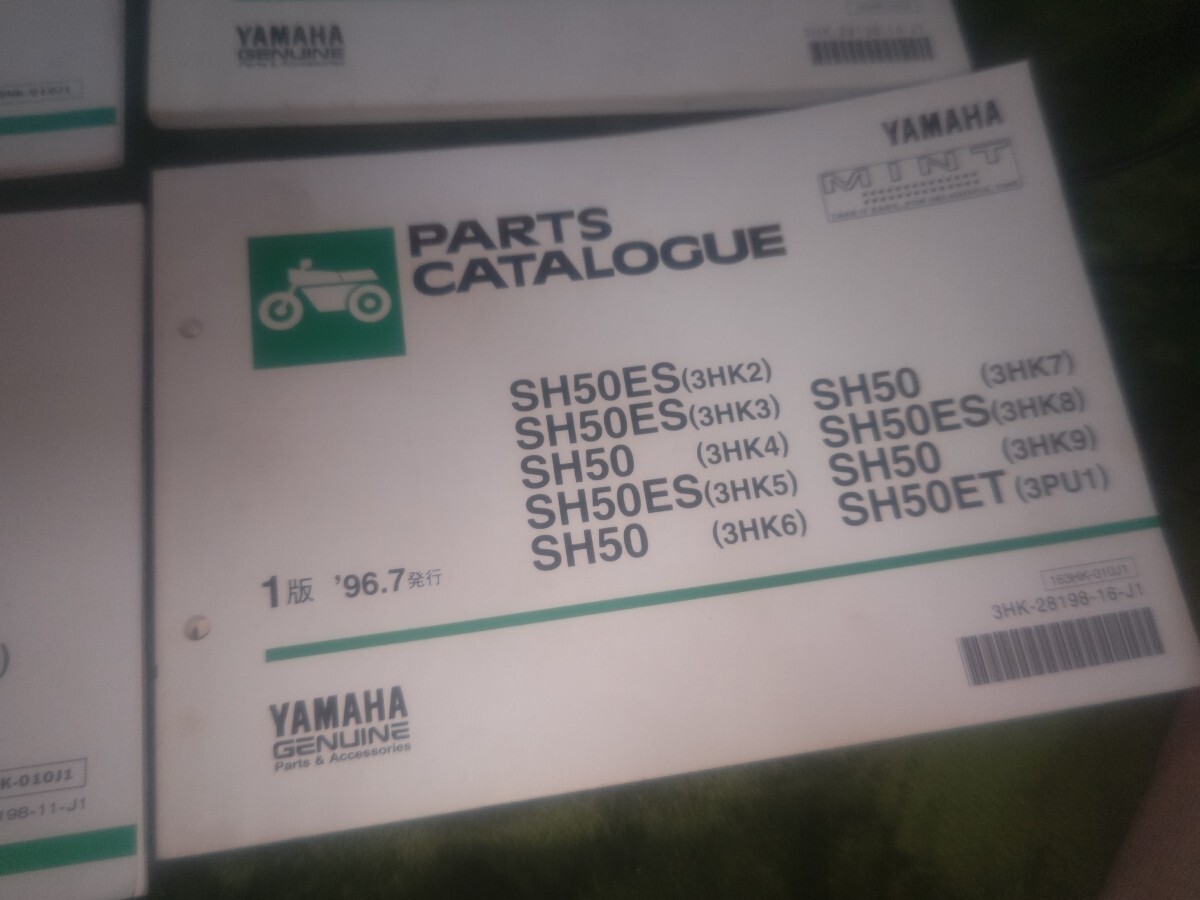 YAMAHA
GENUINE
Parts & Accessories
YAMAHA
MINT
PARTS
CATALOGUE
SH50ES(3HK2)
SH50ES(3HK3)
SH50 (3HK4)
SH50ES(3HK5)
SH50 (3HK6)
SH50 (3HK7)
SH50ES(3HK8)
SH50 (3HK9)
SH50ET (3PU1)
1版 '96.7発行
163HK-010J1
3HK-28198-16-J1
YAMAHA
GENUINE
Parts & Accessories
K-010J1
198-11-J1